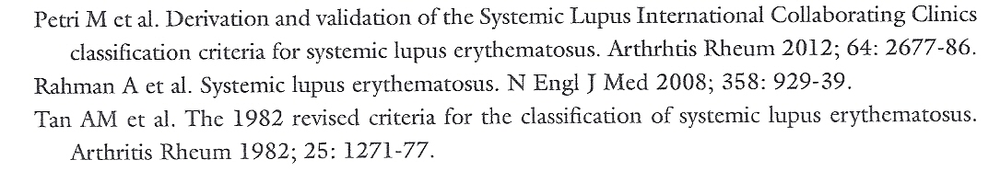 Petri M et al. Derivation and validation of the Systemic Lupus International Collaborating Clinics
classification criteria for systemic lupus erythematosus. Arthrhtis Rheum 2012; 64: 2677-86.
Rahman A et al. Systemic lupus erythematosus. N Engl J Med 2008; 358: 929-39.
Tan AM et al. The 1982 revised criteria for the classification of systemic lupus erythematosus.
Arthritis Rheum 1982; 25: 1271-77.